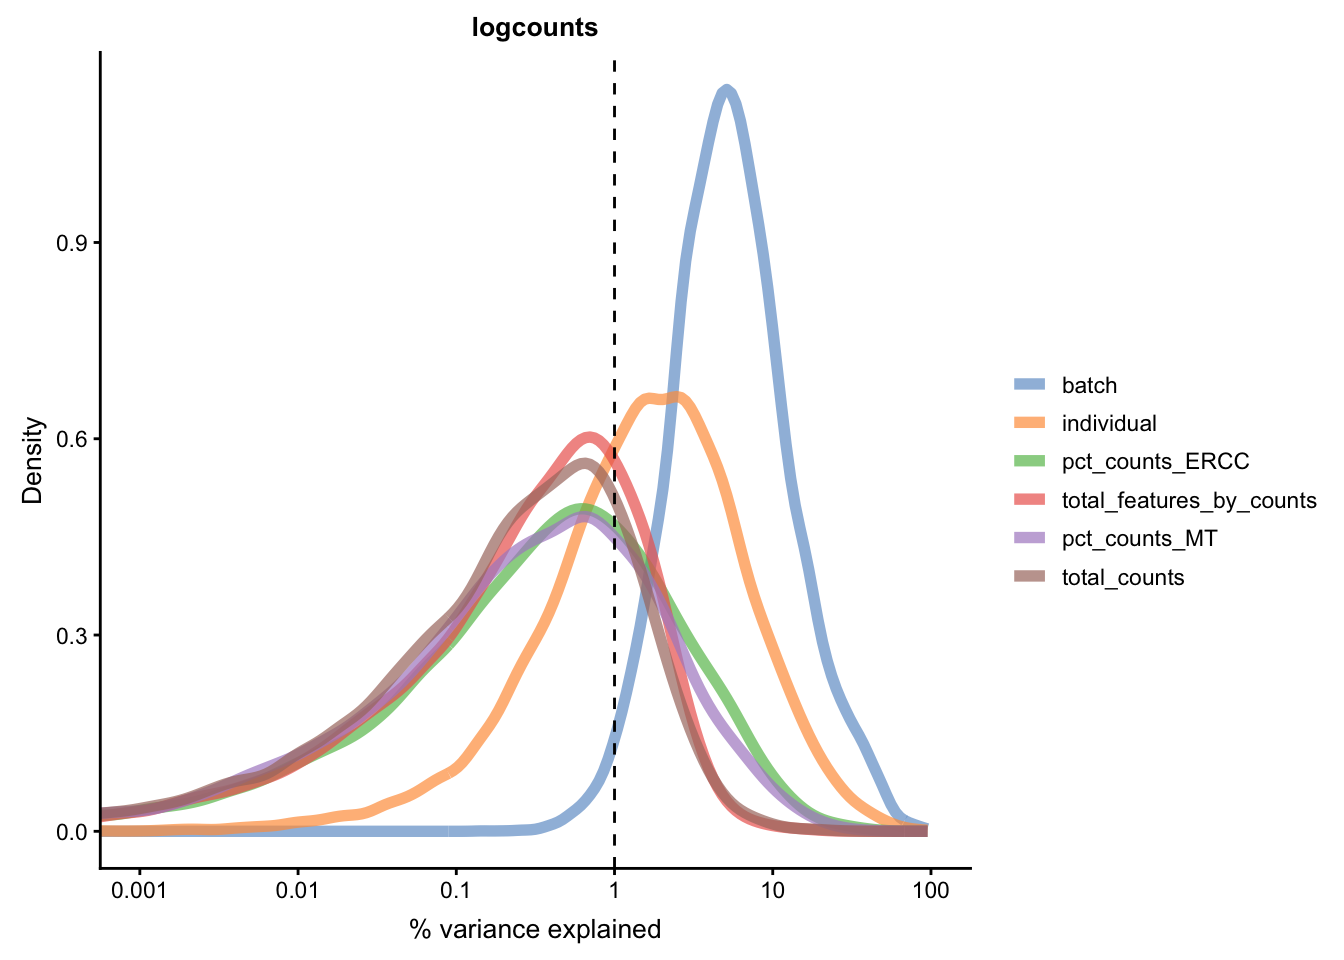 logcounts
0.9
0.6
0.3
0.0
Density
0.001
0.01
0.1
1
10
100
% variance explained
batch
individual
pct_counts_ERCC
total_features_by_counts
pct_counts_MT
total_counts